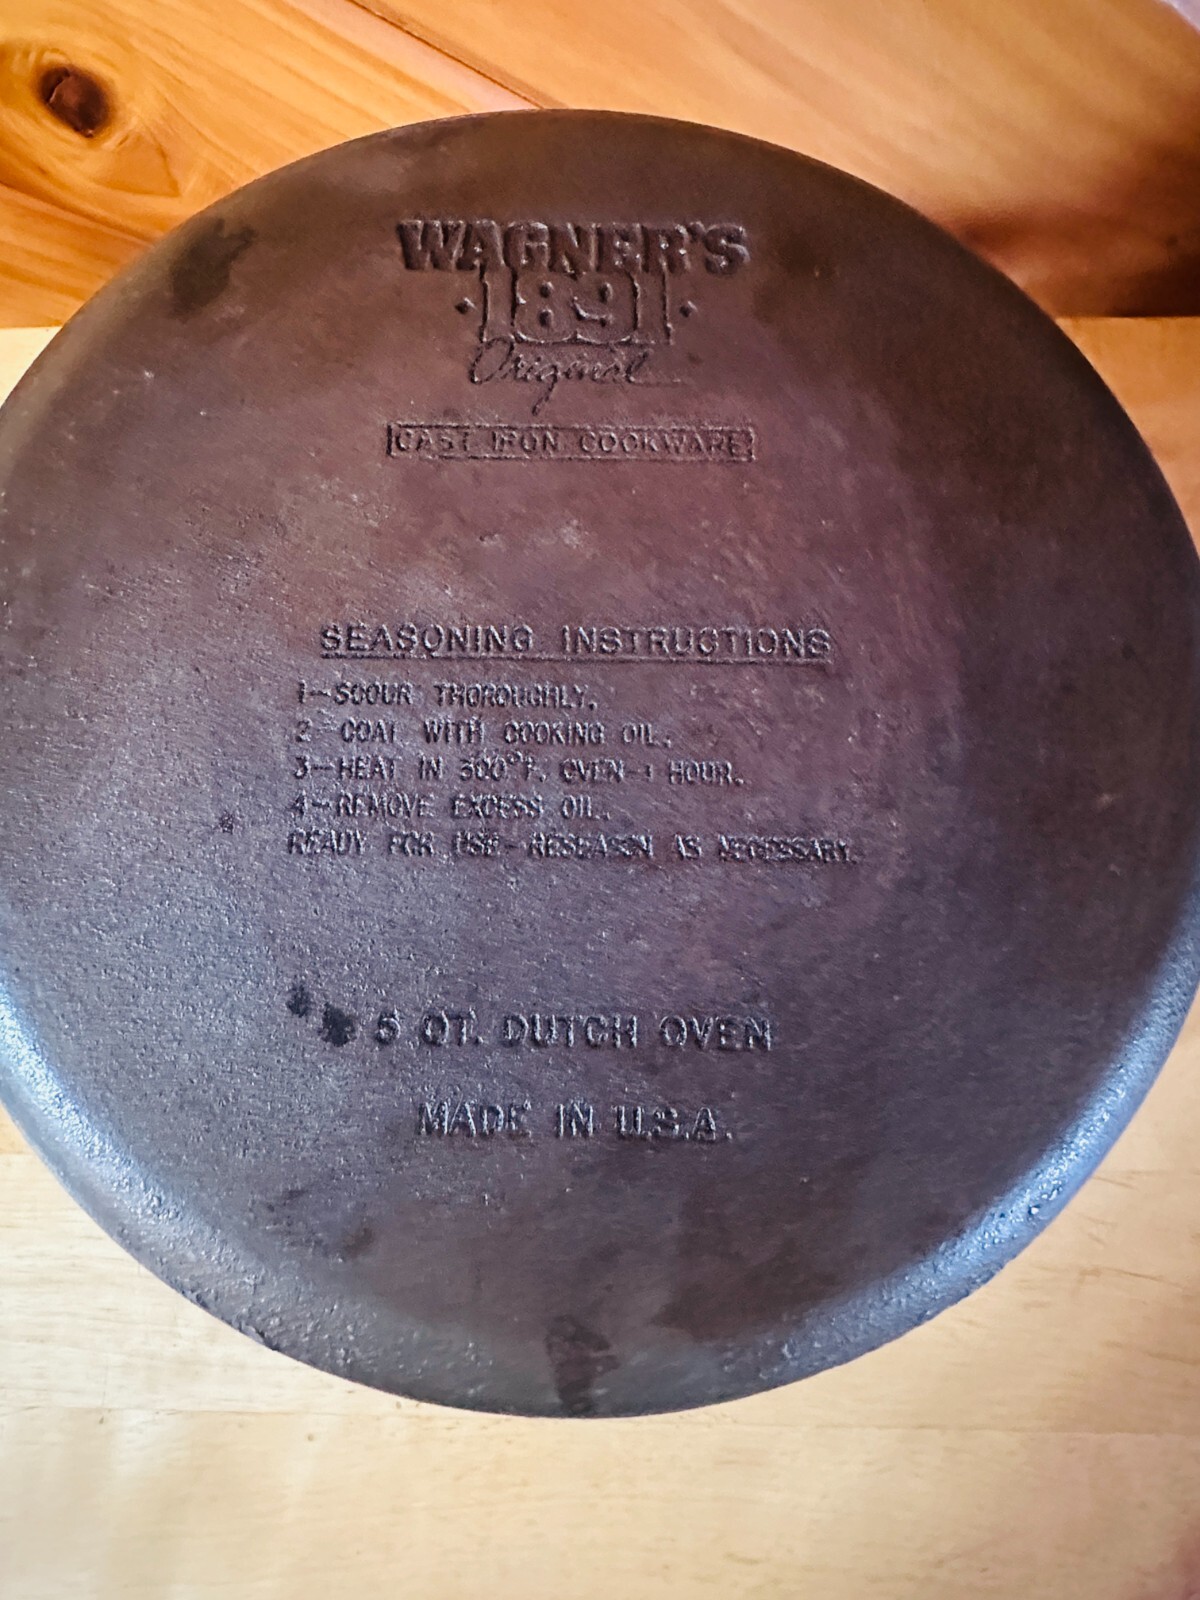 WAGNER'S
·1891·
Original
CAST IRON COOKWARE
SEASONING INSTRUCTIONS
1-SCOUR THOROUGHLY.
2-COAT WITH COOKING OIL.
3-HEAT IN 300°F. OVEN-1 HOUR.
4-REMOVE EXCESS OIL.
READY FOR USE-RESEASON AS NECESSARY.
5 QT. DUTCH OVEN
MADE IN U.S.A.